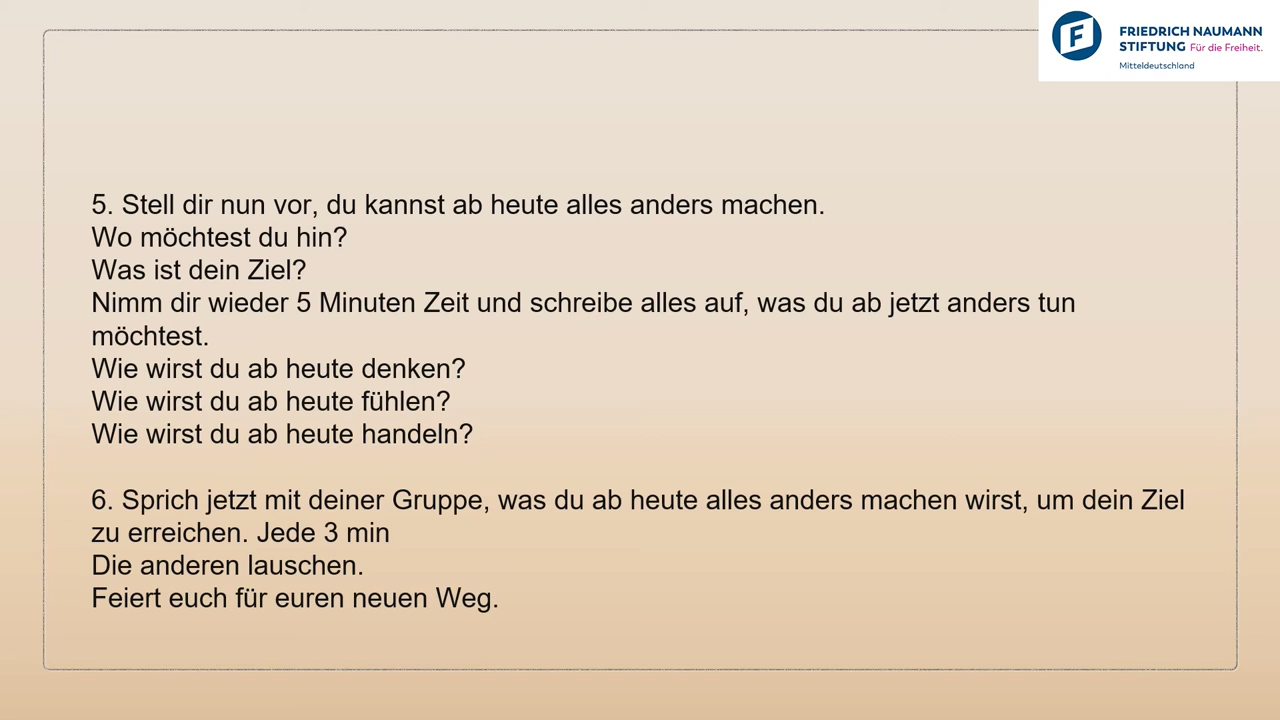 FRIEDRICH NAUMANN
STIFTUNG Für die Freiheit.
Mitteldeutschland
5. Stell dir nun vor, du kannst ab heute alles anders machen.
Wo möchtest du hin?
Was ist dein Ziel?
Nimm dir wieder 5 Minuten Zeit und schreibe alles auf, was du ab jetzt anders tun
möchtest.
Wie wirst du ab heute denken?
Wie wirst du ab heute fühlen?
Wie wirst du ab heute handeln?
6. Sprich jetzt mit deiner Gruppe, was du ab heute alles anders machen wirst, um dein Ziel
zu erreichen. Jede 3 min
Die anderen lauschen.
Feiert euch für euren neuen Weg.